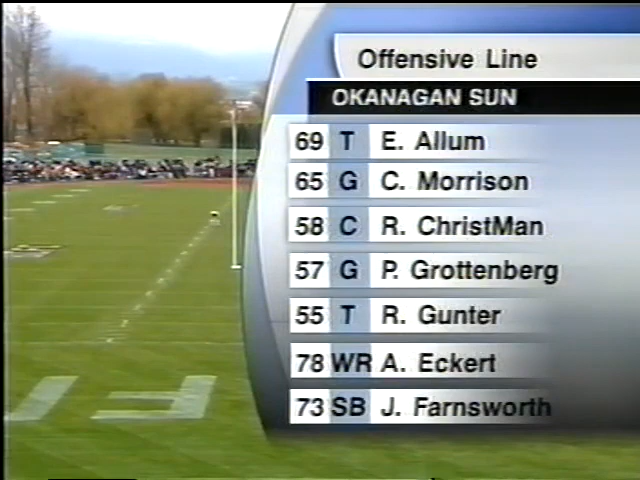 Offensive Line
OKANAGAN SUN
69 T E. Allum
65 G C. Morrison
58 C R. ChristMan
57 G P. Grottenberg
55 T R. Gunter
78 WR A. Eckert
73 SB J. Farnsworth